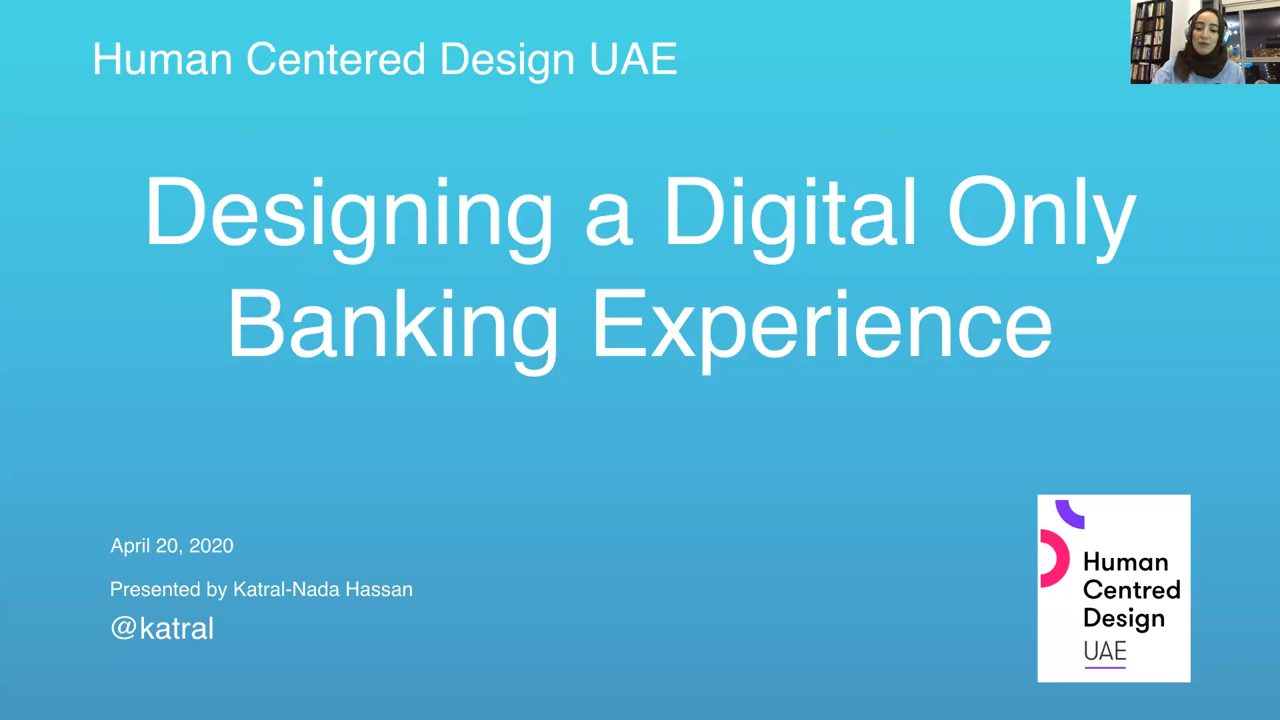 Human Centered Design UAE
Designing a Digital Only
Banking Experience
April 20, 2020
Presented by Katral-Nada Hassan
@katral
Human
Centred
Design
UAE